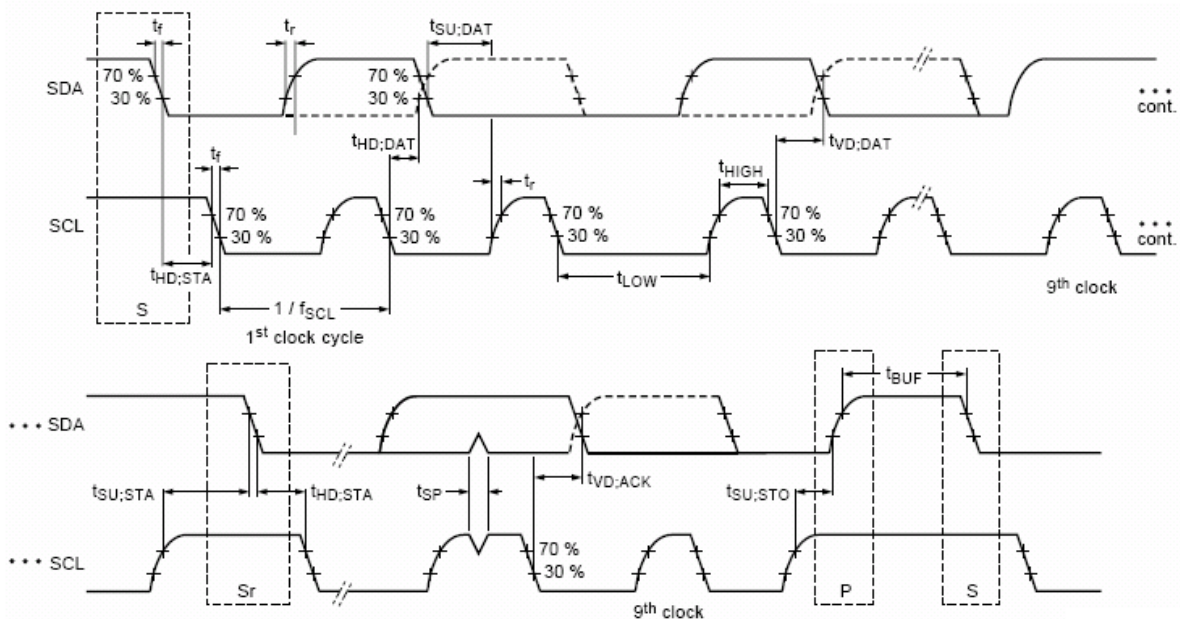 tf tr tSU;DAT
70 % 70 %
SDA
30 % 30 %
• • •
cont.
tHD;DAT tVD;DAT
tf tHIGH
tr
70 % 70 % 70 % 70 %
SCL
30 % 30 % 30 % 30 %
• • •
cont.
tHD;STA tLOW
9th clock
S 1 / fSCL
1st clock cycle
tBUF
• • • SDA
tSU;STA tHD;STA tSP tVD;ACK tSU;STO
70 %
• • • SCL 30 %
Sr P S
9th clock